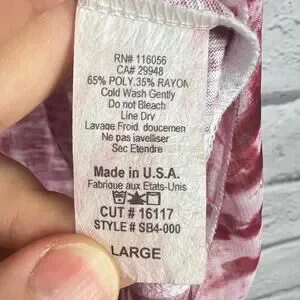 RN# 116056
CA# 29948
65% POLY.35% RAYON
Cold Wash Gently
Do not Bleach
Line Dry
Lavage Froid doucemen
Ne pas javelliser
Sec Etendre
Made in U.S.A.
Fabrique aux Etats-Unis
CUT # 16117
STYLE # SB4-000
LARGE